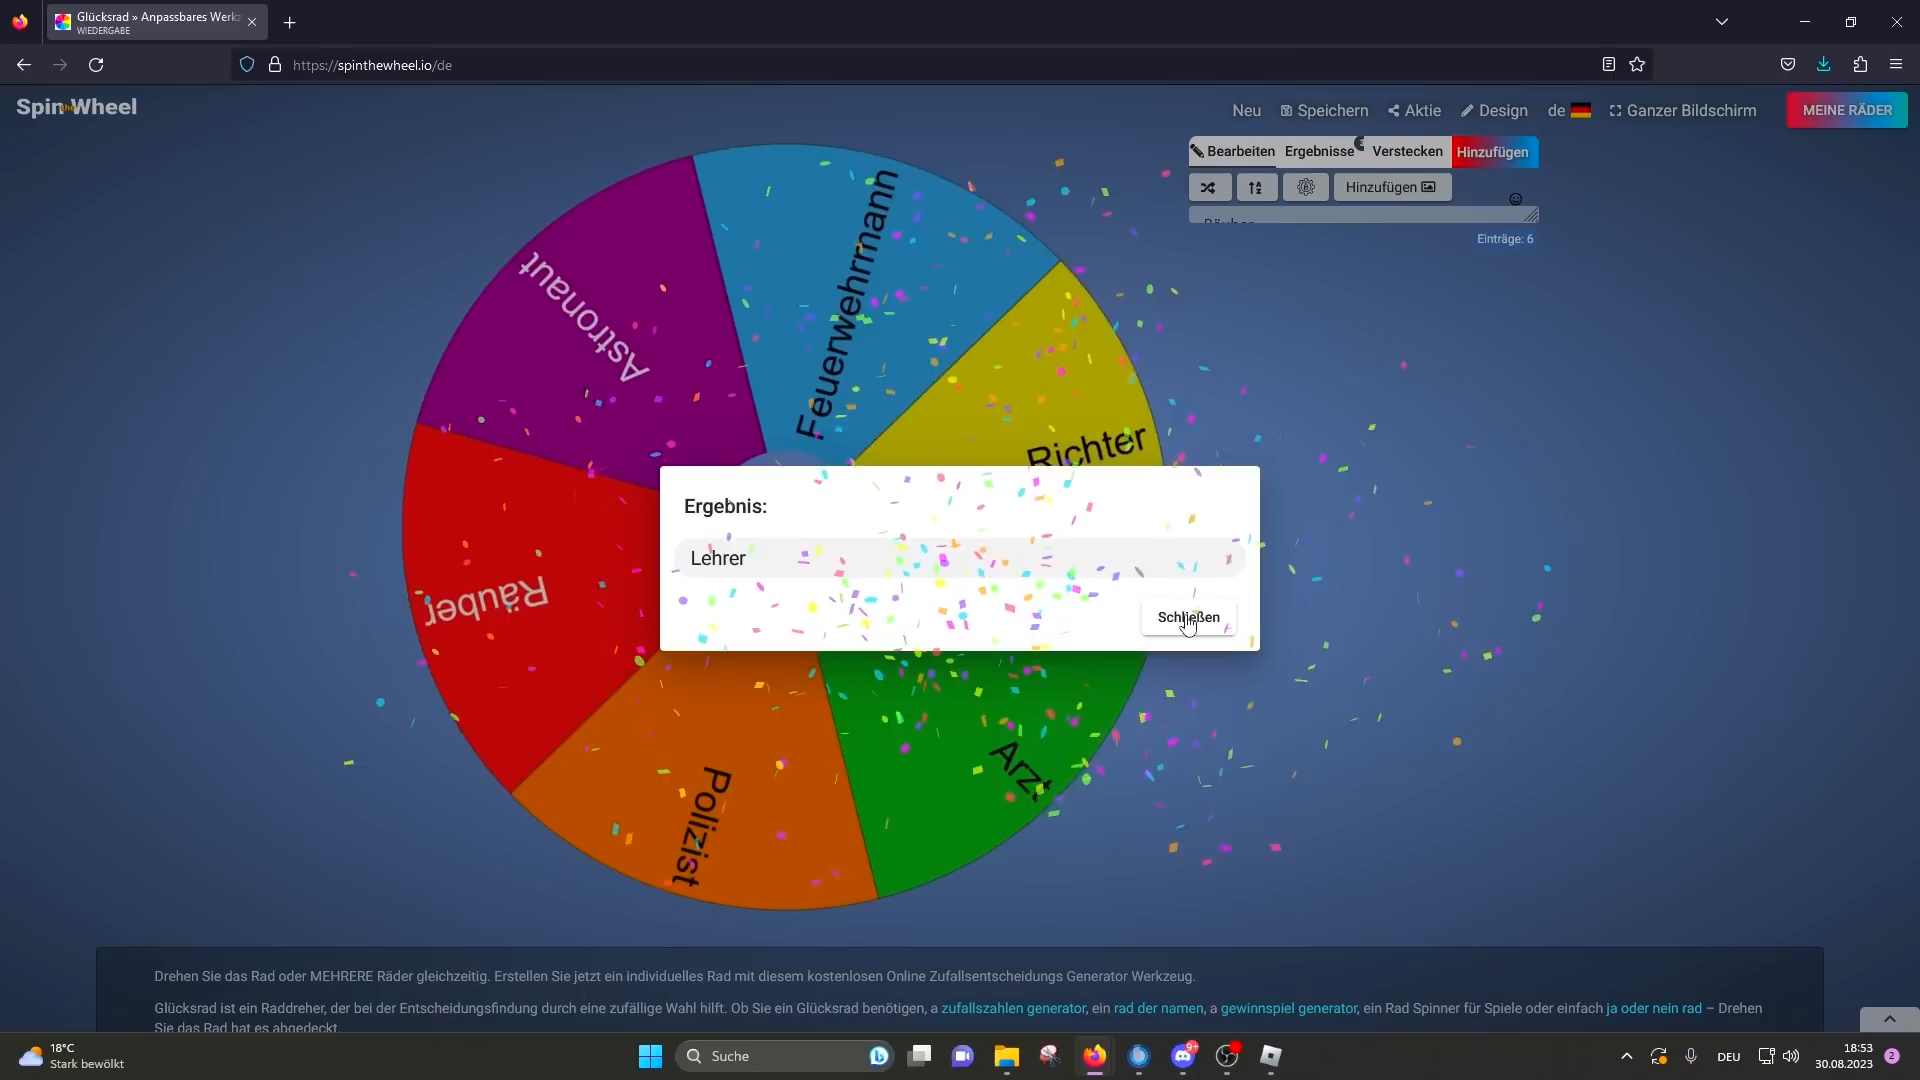 Glücksrad » Anpassbares Werkz
WIEDERGABE
https://spinthewheel.io/de
Spin the Wheel
Neu
Speichern
Aktie
Design
de
Ganzer Bildschirm
MEINE RÄDER
Bearbeiten
Ergebnisse
Verstecken
Hinzufügen
Hinzufügen
Räuber
Einträge: 6
Feuerwehrmann
Astronaut
Richter
Räuber
Polizist
Arzt
Ergebnis:
Lehrer
Schließen
Drehen Sie das Rad oder MEHRERE Räder gleichzeitig. Erstellen Sie jetzt ein individuelles Rad mit diesem kostenlosen Online Zufallsentscheidungs Generator Werkzeug.
Glücksrad ist ein Raddreher, der bei der Entscheidungsfindung durch eine zufällige Wahl hilft. Ob Sie ein Glücksrad benötigen, a zufallszahlen generator, ein rad der namen, a gewinnspiel generator, ein Rad Spinner für Spiele oder einfach ja oder nein rad – Drehen
Sie das Rad hat es abgedeckt.
18°C
Stark bewölkt
Suche
9+
DEU
18:53
30.08.2023
2